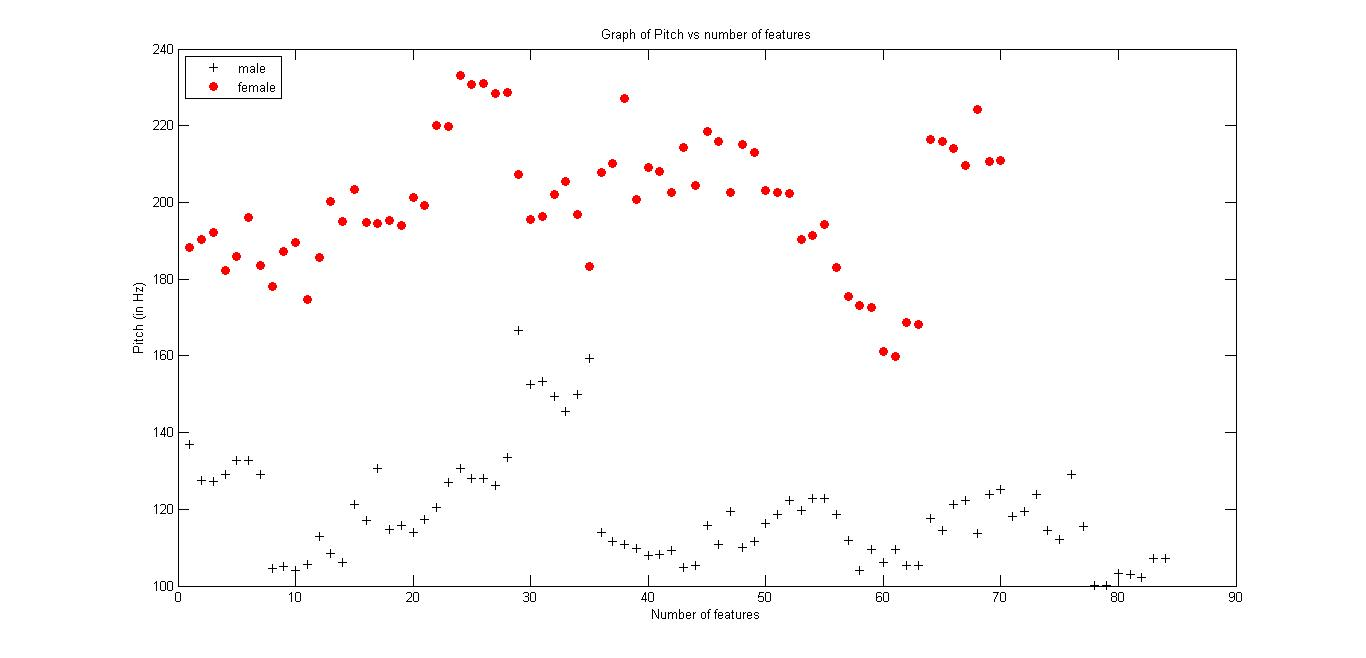 Graph of Pitch vs number of features
male
female
240
220
200
180
160
140
120
100
Pitch (in Hz)
0 10 20 30 40 50 60 70 80 90
Number of features